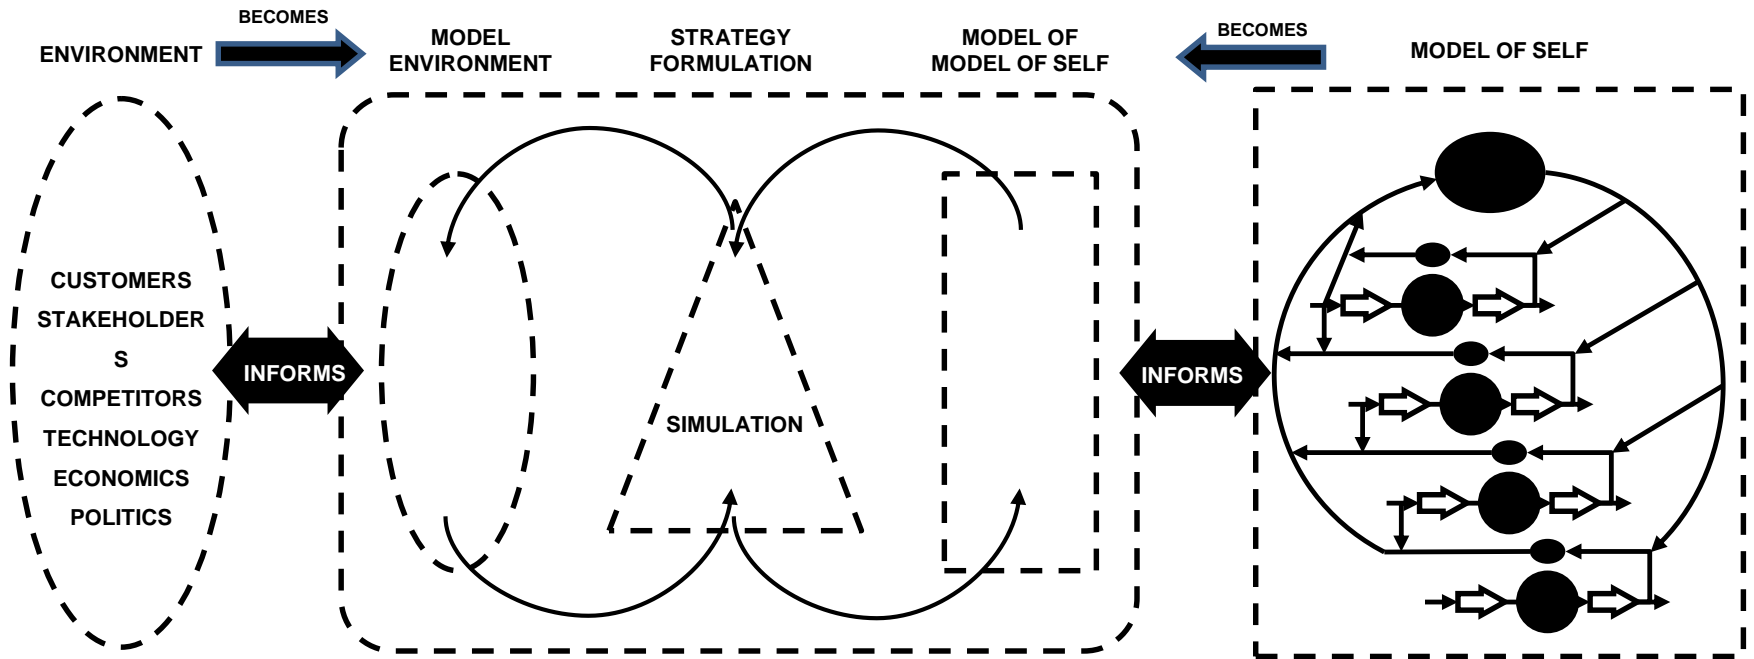 BECOMES
ENVIRONMENT
MODEL
ENVIRONMENT
STRATEGY
FORMULATION
MODEL OF
MODEL OF SELF
BECOMES
MODEL OF SELF
CUSTOMERS
STAKEHOLDER
S
COMPETITORS
TECHNOLOGY
ECONOMICS
POLITICS
INFORMS
SIMULATION
INFORMS